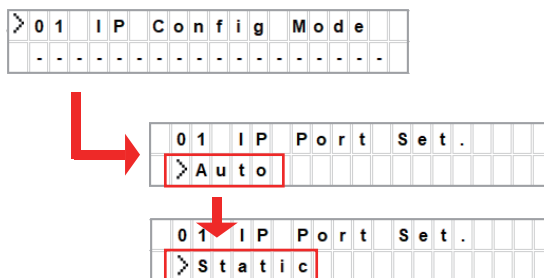 >01 IP Config Mode
----------------
01 IP Port Set.
>Auto
01 IP Port Set.
>Static